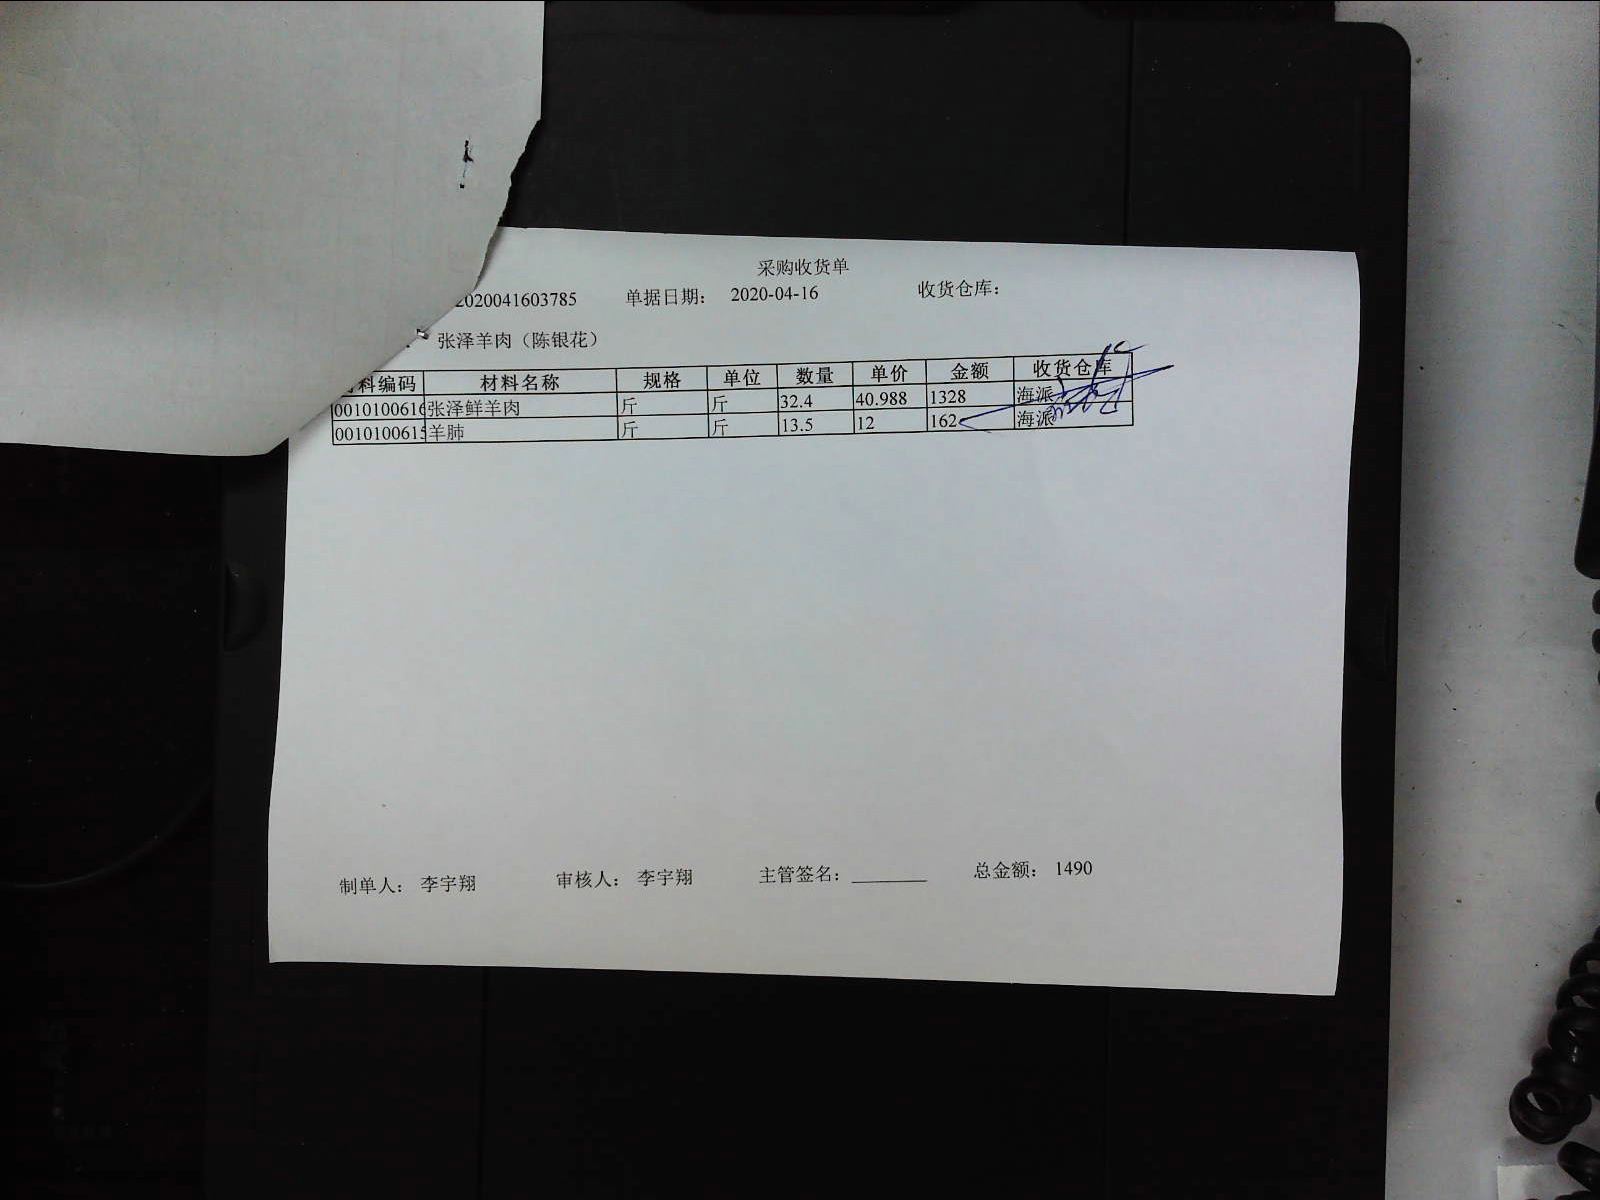 采购收货单
2020041603785 单据日期： 2020-04-16 收货仓库：
张泽羊肉（陈银花）
料编码 材料名称 规格 单位 数量 单价 金额 收货仓库
0010100616 张泽鲜羊肉 斤 斤 32.4 40.988 1328 海派
0010100615 羊肺 斤 斤 13.5 12 162 海派
制单人： 李宇翔 审核人： 李宇翔 主管签名： 总金额： 1490